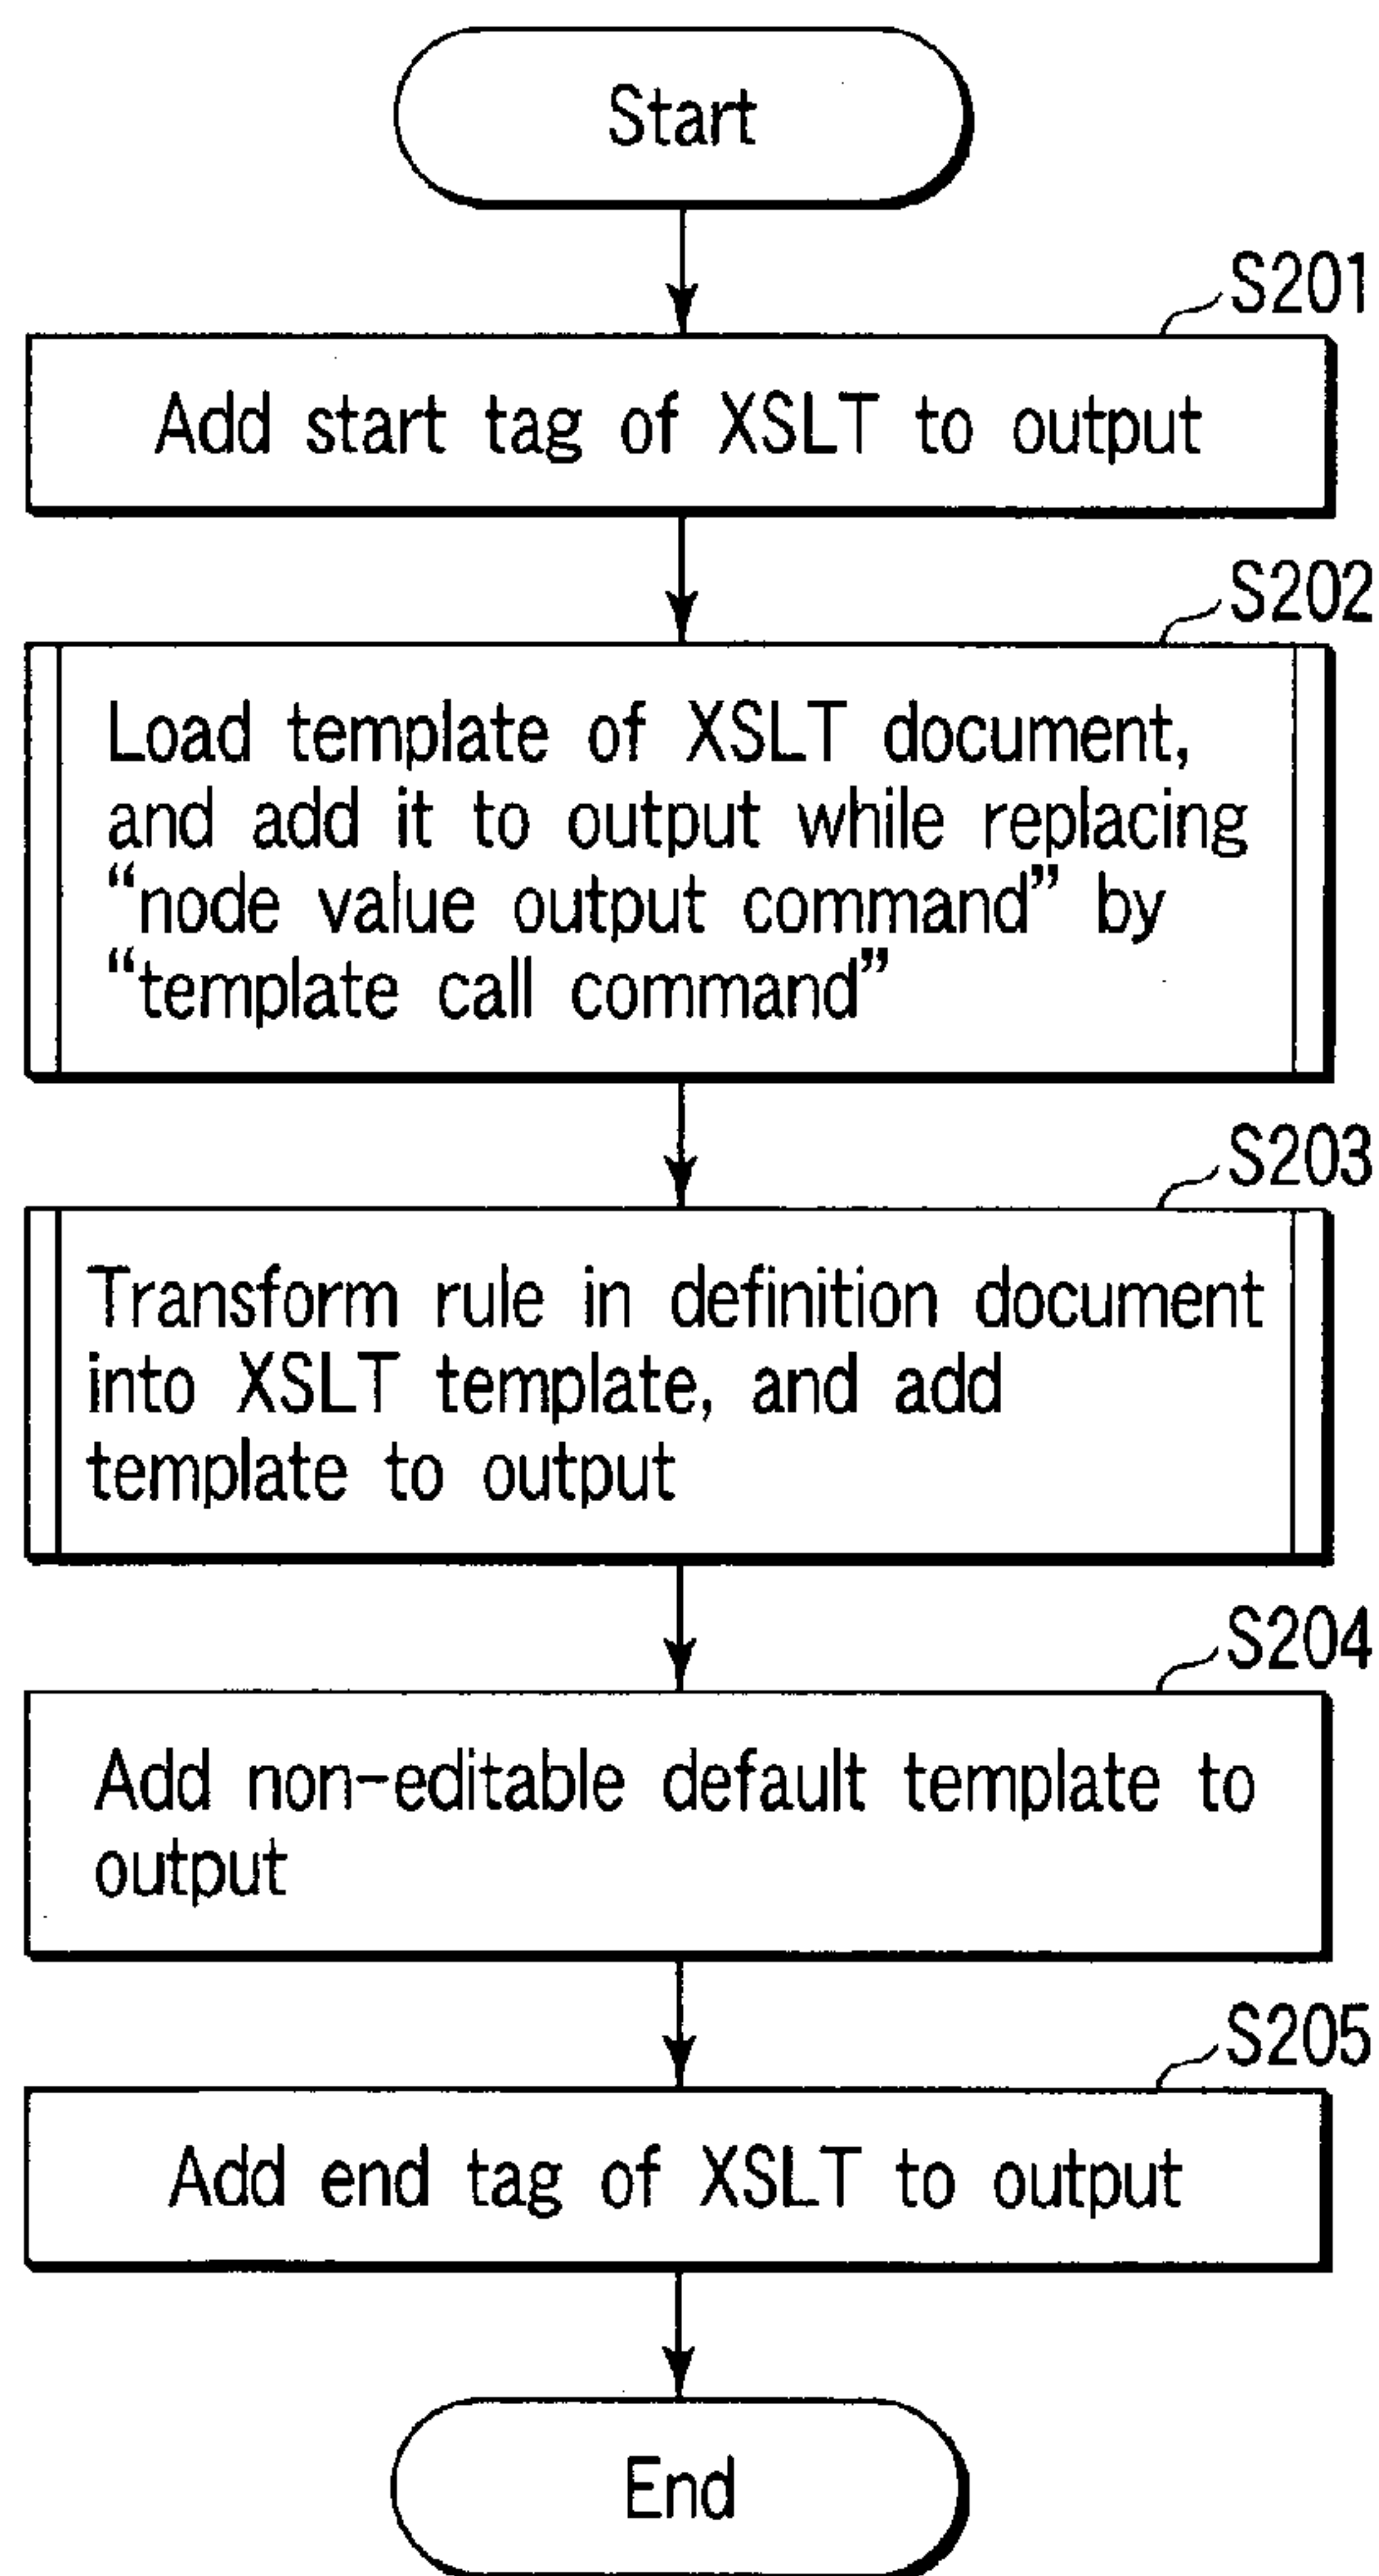 Start
S201
Add start tag of XSLT to output
S202
Load template of XSLT document,
and add it to output while replacing
“node value output command” by
“template call command”
S203
Transform rule in definition document
into XSLT template, and add
template to output
S204
Add non-editable default template to
output
S205
Add end tag of XSLT to output
End